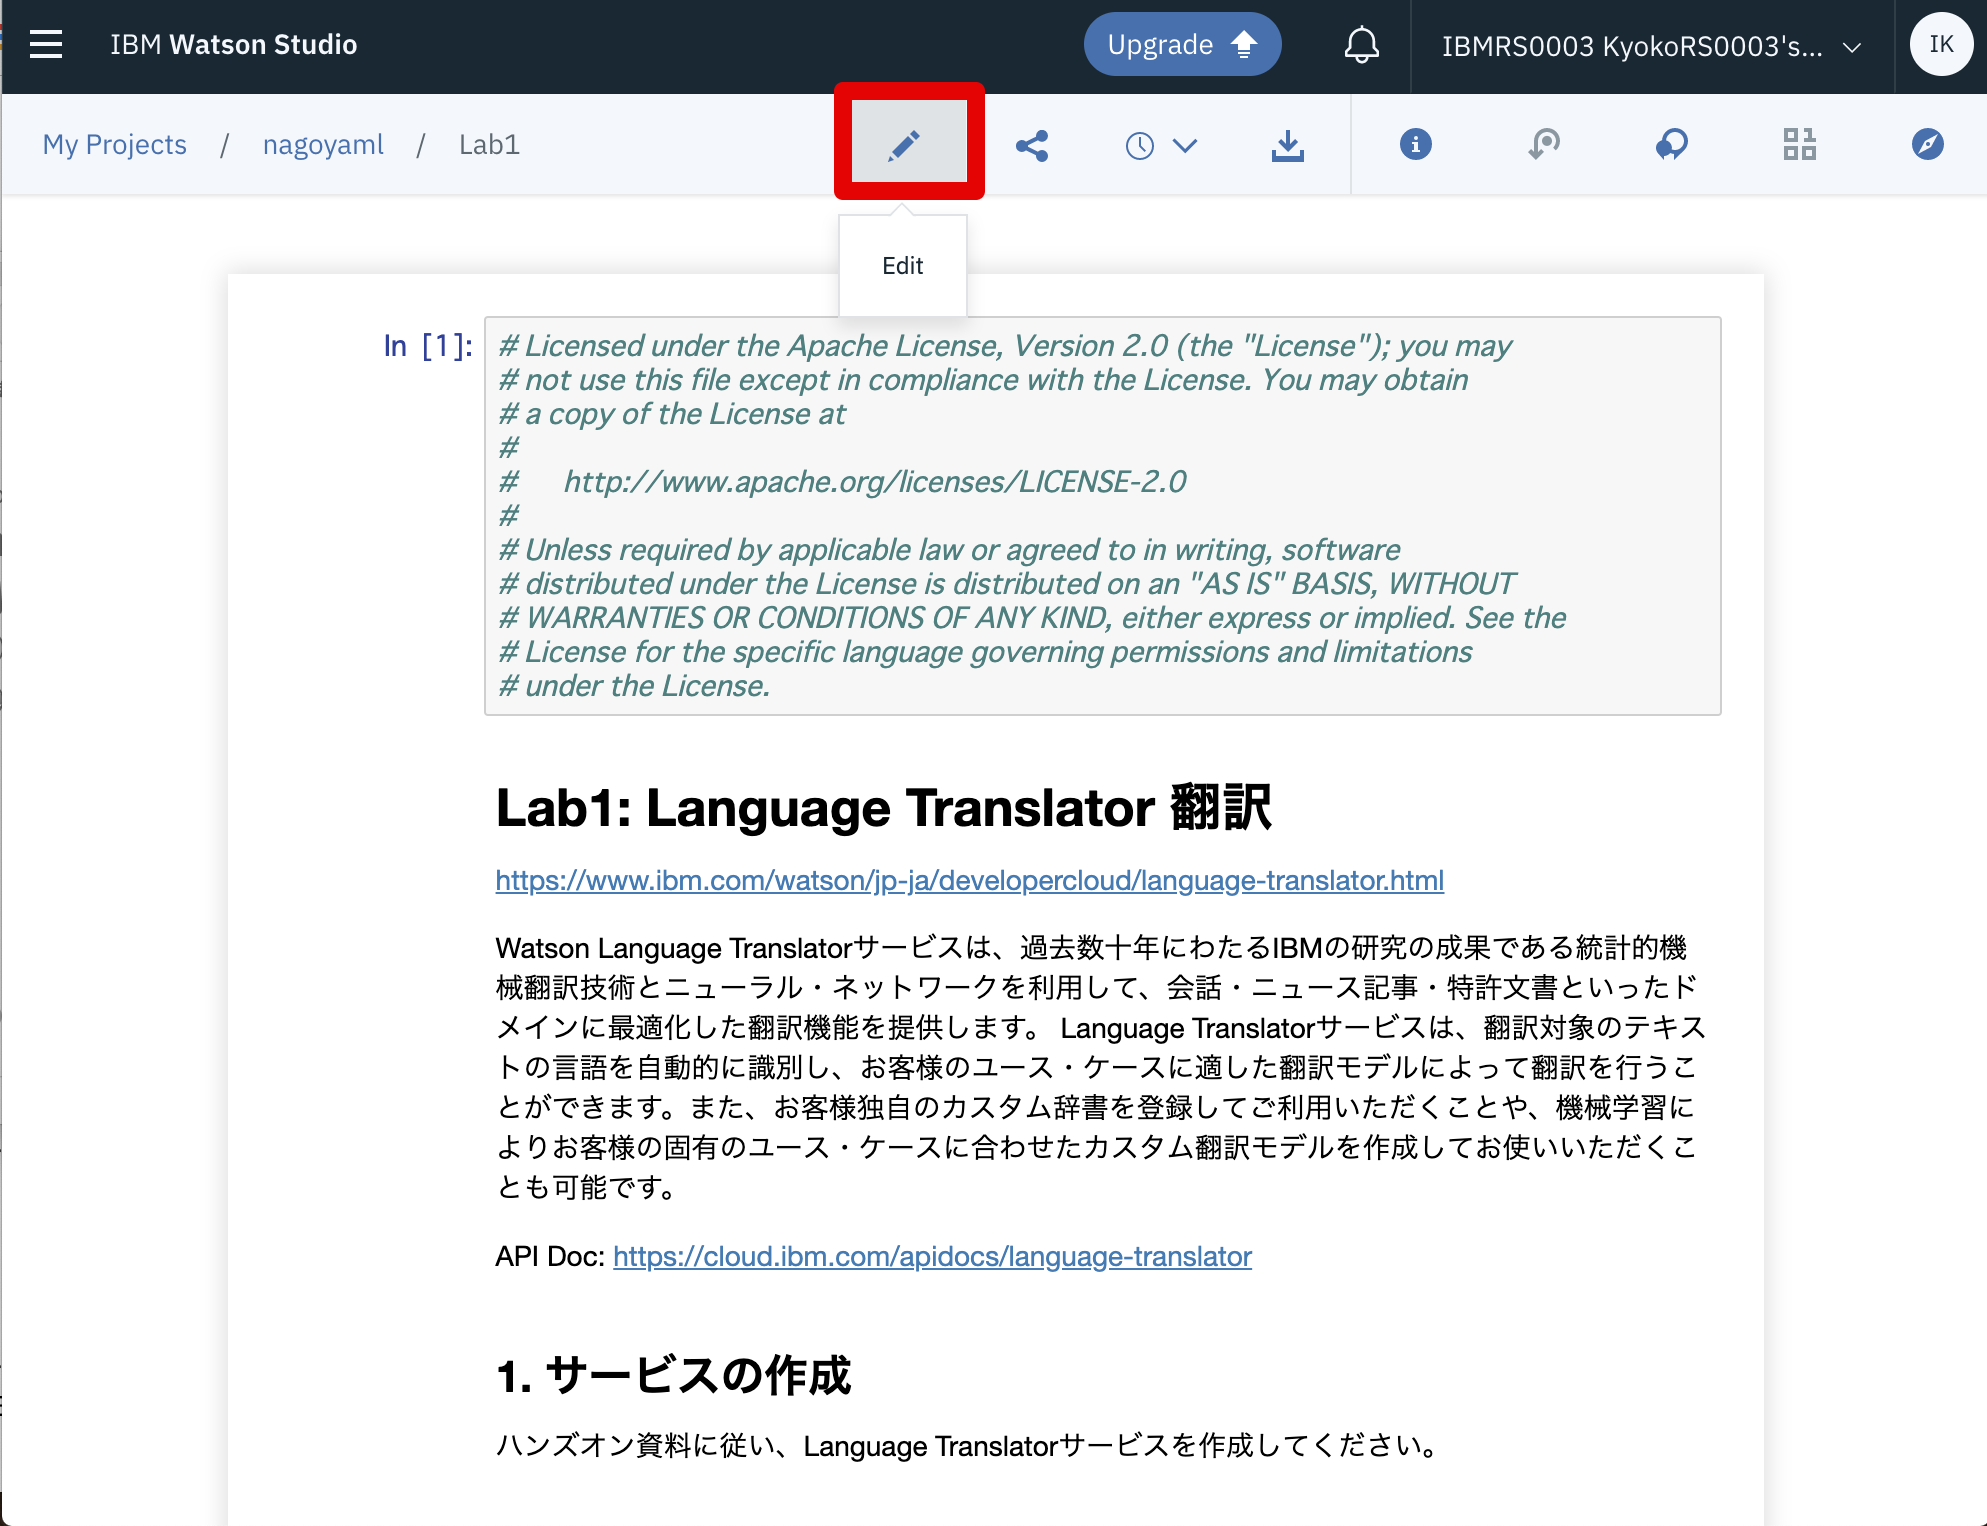 IBM Watson Studio
Upgrade
IBMRS0003 KyokoRS0003's...
IK
My Projects / nagoyaml / Lab1
Edit
In [1]:
# Licensed under the Apache License, Version 2.0 (the "License"); you may
# not use this file except in compliance with the License. You may obtain
# a copy of the License at
#
# http://www.apache.org/licenses/LICENSE-2.0
#
# Unless required by applicable law or agreed to in writing, software
# distributed under the License is distributed on an "AS IS" BASIS, WITHOUT
# WARRANTIES OR CONDITIONS OF ANY KIND, either express or implied. See the
# License for the specific language governing permissions and limitations
# under the License.
Lab1: Language Translator 翻訳
https://www.ibm.com/watson/jp-ja/developercloud/language-translator.html
Watson Language Translatorサービスは、過去数十年にわたるIBMの研究の成果である統計的機
械翻訳技術とニューラル・ネットワークを利用して、会話・ニュース記事・特許文書といったド
メインに最適化した翻訳機能を提供します。 Language Translatorサービスは、翻訳対象のテキス
トの言語を自動的に識別し、お客様のユース・ケースに適した翻訳モデルによって翻訳を行うこ
とができます。また、お客様独自のカスタム辞書を登録してご利用いただくことや、機械学習に
よりお客様の固有のユース・ケースに合わせたカスタム翻訳モデルを作成してお使いいただくこ
とも可能です。
API Doc: https://cloud.ibm.com/apidocs/language-translator
1. サービスの作成
ハンズオン資料に従い、Language Translatorサービスを作成してください。